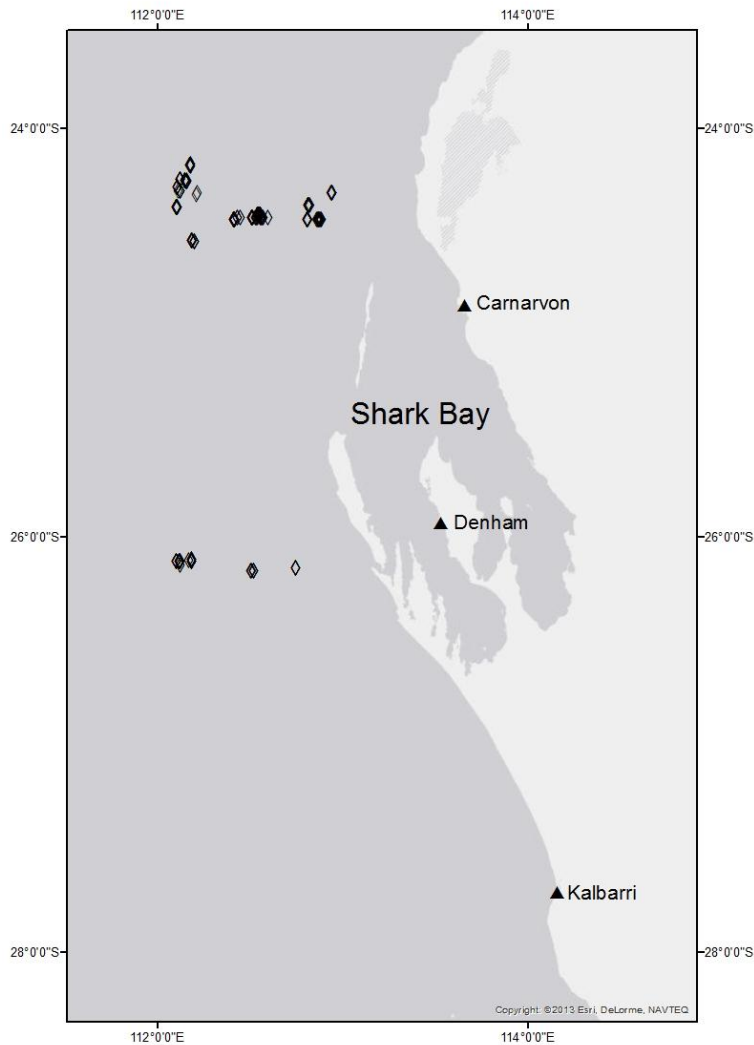 112°0'0"E 114°0'0"E
24°0'0"S 24°0'0"S
Carnarvon
Shark Bay
Denham
26°0'0"S 26°0'0"S
Kalbarri
28°0'0"S 28°0'0"S
Copyright: ©2013 Esri, DeLorme, NAVTEQ
112°0'0"E 114°0'0"E